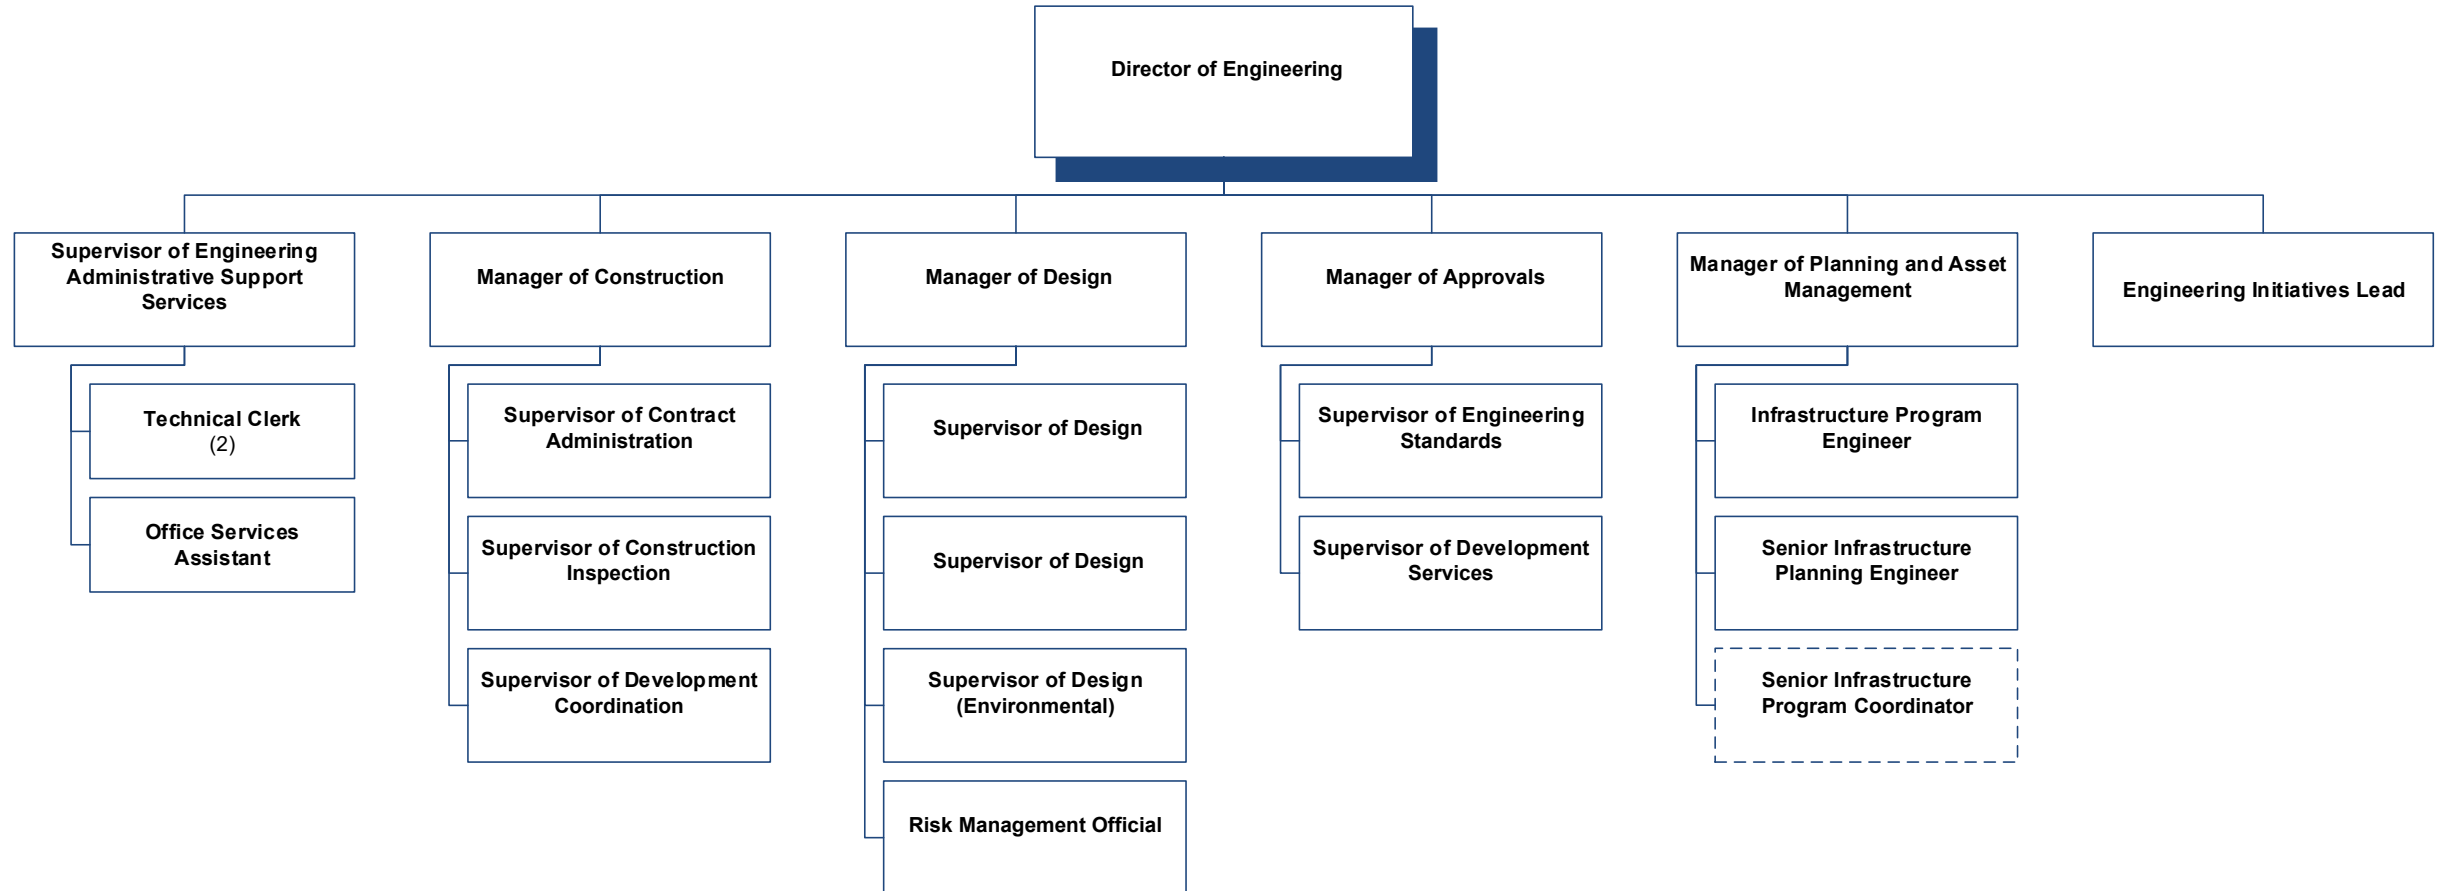 Director of Engineering
Supervisor of Engineering
Administrative Support
Services
Manager of Construction
Manager of Design
Manager of Approvals
Manager of Planning and Asset
Management
Engineering Initiatives Lead
Technical Clerk
(2)
Office Services
Assistant
Supervisor of Contract
Administration
Supervisor of Construction
Inspection
Supervisor of Development
Coordination
Supervisor of Design
Supervisor of Design
Supervisor of Design
(Environmental)
Risk Management Official
Supervisor of Engineering
Standards
Supervisor of Development
Services
Infrastructure Program
Engineer
Senior Infrastructure
Planning Engineer
Senior Infrastructure
Program Coordinator